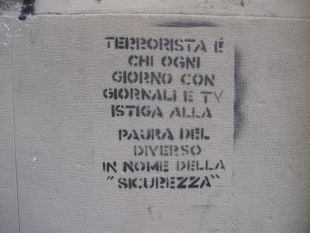 TERRORISTA É
CHI OGNI
GIORNO CON
GIORNALI E TV
ISTIGA ALLA
PAURA DEL
DIVERSO
IN NOME DELLA
"SICUREZZA"